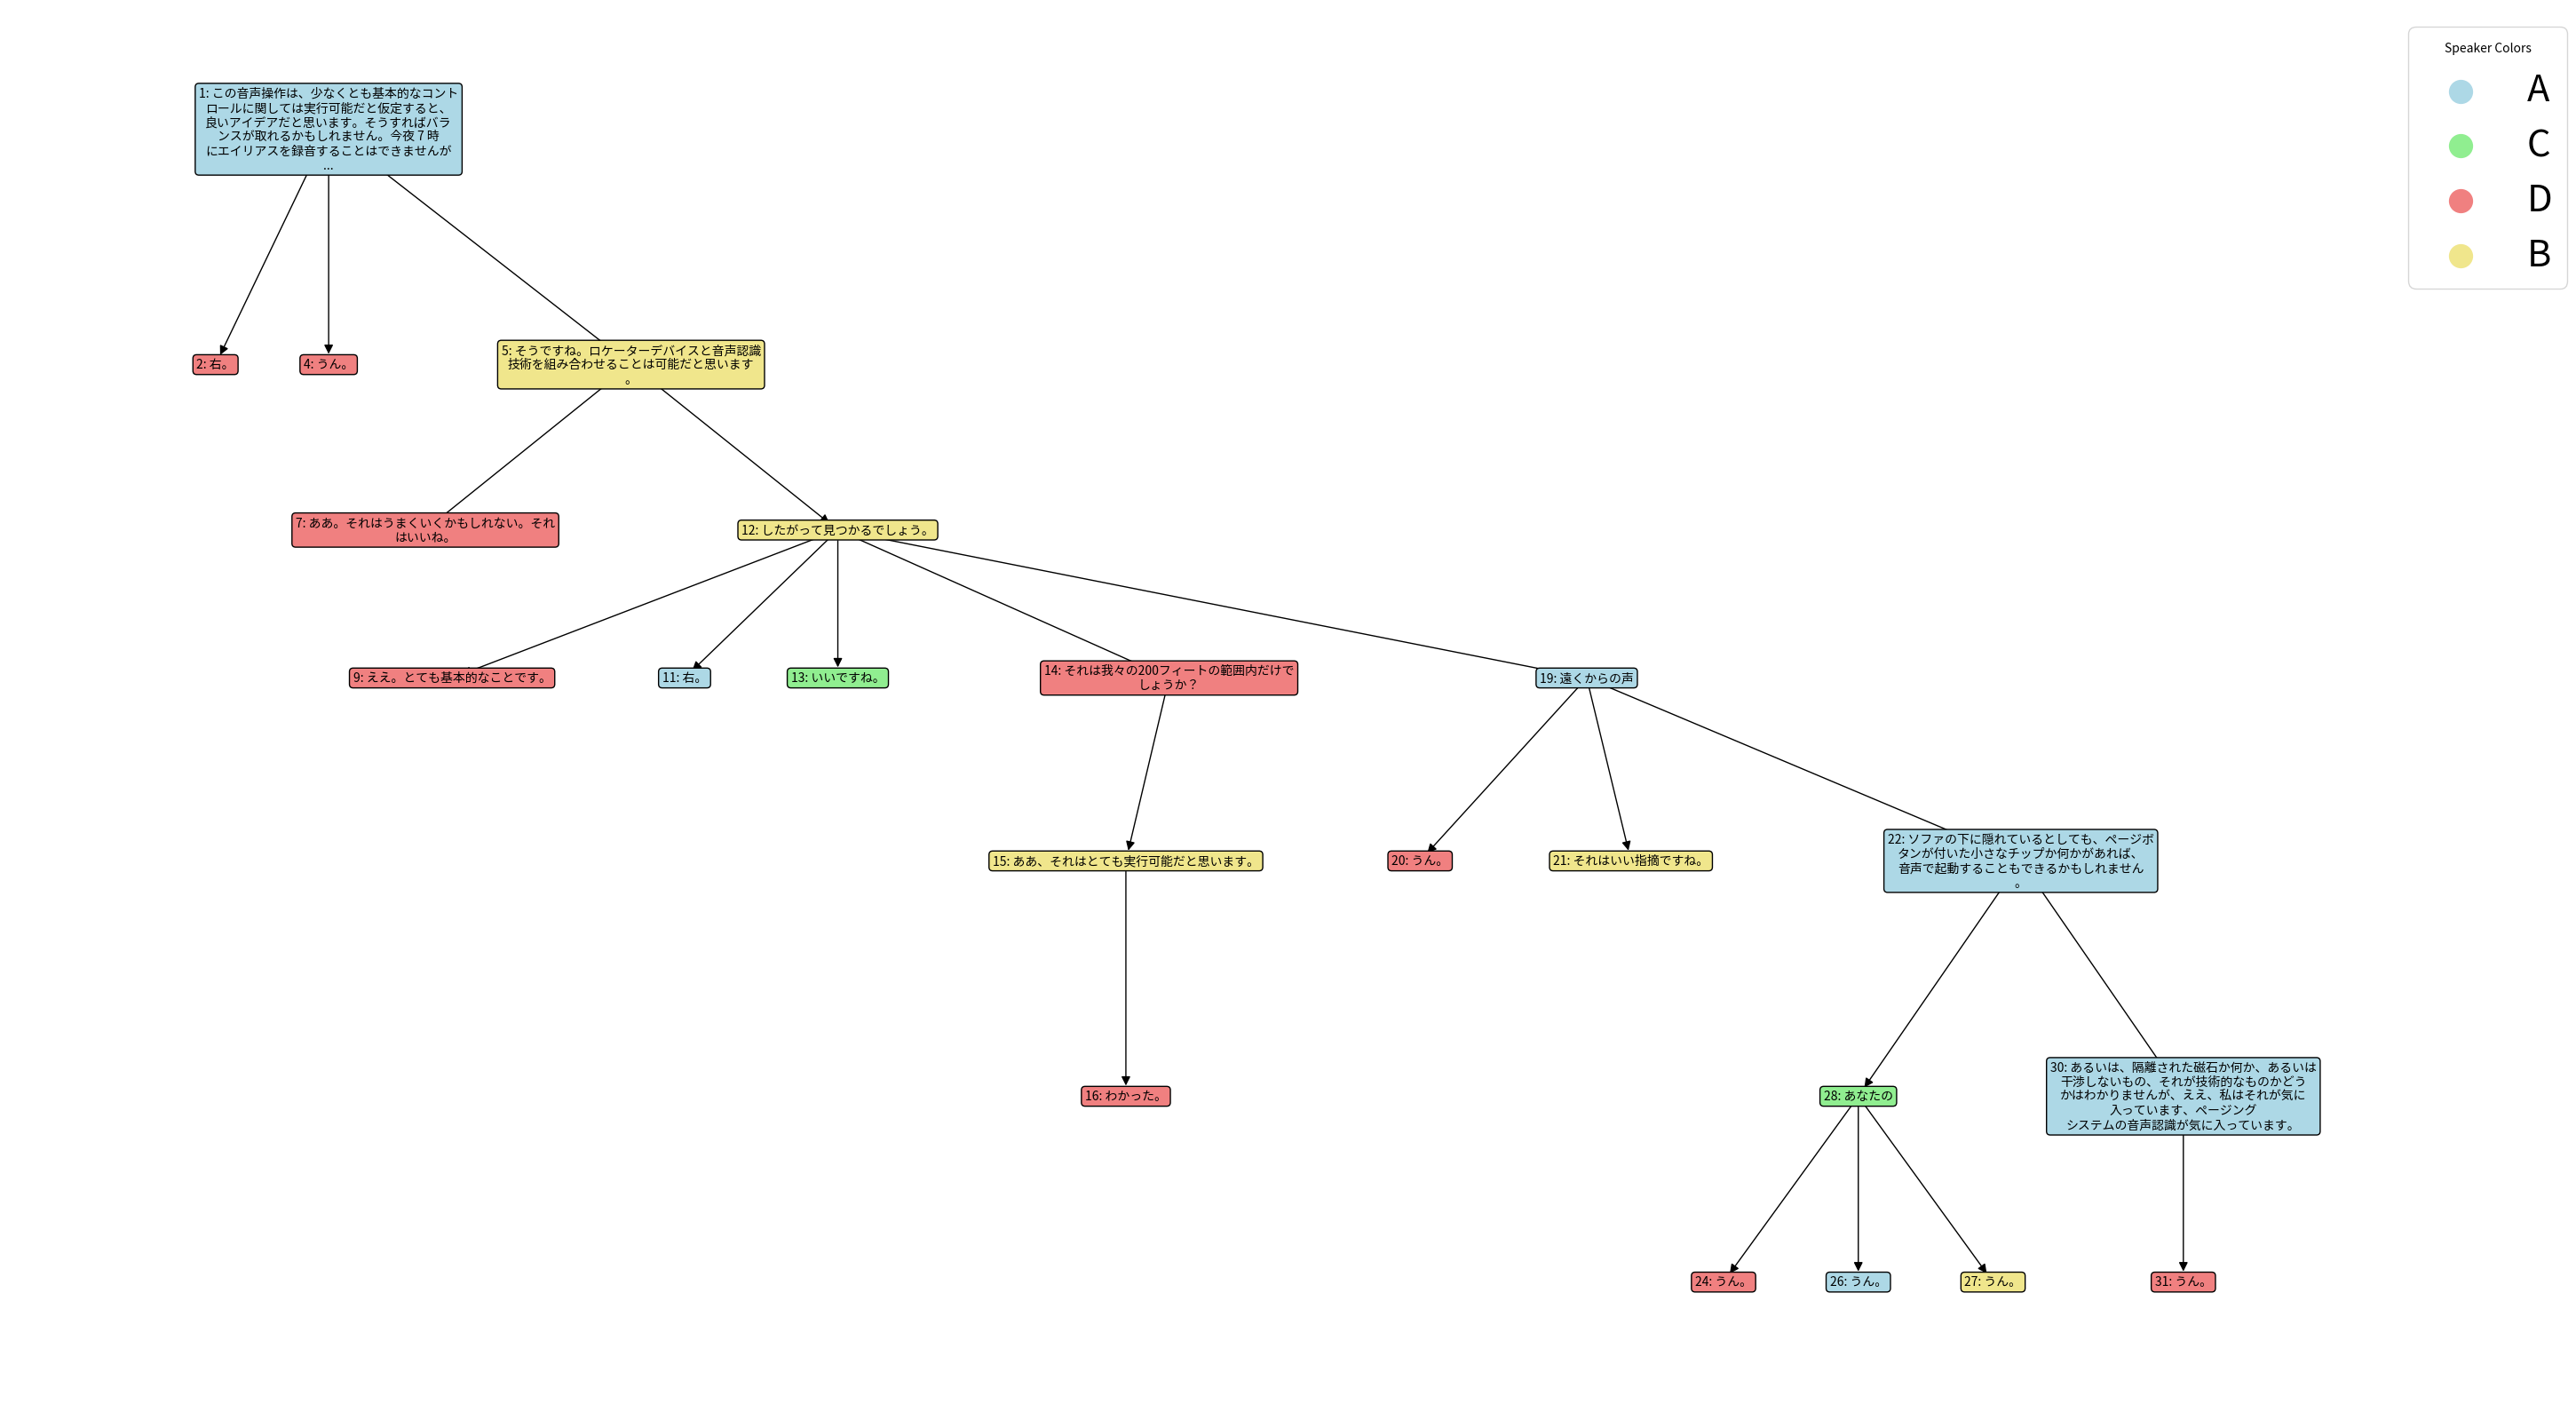 Speaker Colors
A
C
D
B
1: この音声操作は、少なくとも基本的なコント
ロールに関しては実行可能だと仮定すると、
良いアイデアだと思います。そうすればバラ
ンスが取れるかもしれません。今夜７時
にエイリアスを録音することはできませんが
...
2: 右。
4: うん。
5: そうですね。ロケーターデバイスと音声認識
技術を組み合わせることは可能だと思います
。
7: ああ。それはうまくいくかもしれない。それ
はいいね。
12: したがって見つかるでしょう。
9: ええ。とても基本的なことです。
11: 右。
13: いいですね。
14: それは我々の200フィートの範囲内だけで
しょうか？
19: 遠くからの声
15: ああ、それはとても実行可能だと思います。
20: うん。
21: それはいい指摘ですね。
22: ソファの下に隠れているとしても、ページボ
タンが付いた小さなチップか何かがあれば、
音声で起動することもできるかもしれません
。
16: わかった。
28: あなたの
30: あるいは、隔離された磁石か何か、あるいは
干渉しないもの、それが技術的なものかどう
かはわかりませんが、ええ、私はそれが気に
入っています、ページング
システムの音声認識が気に入っています。
24: うん。
26: うん。
27: うん。
31: うん。